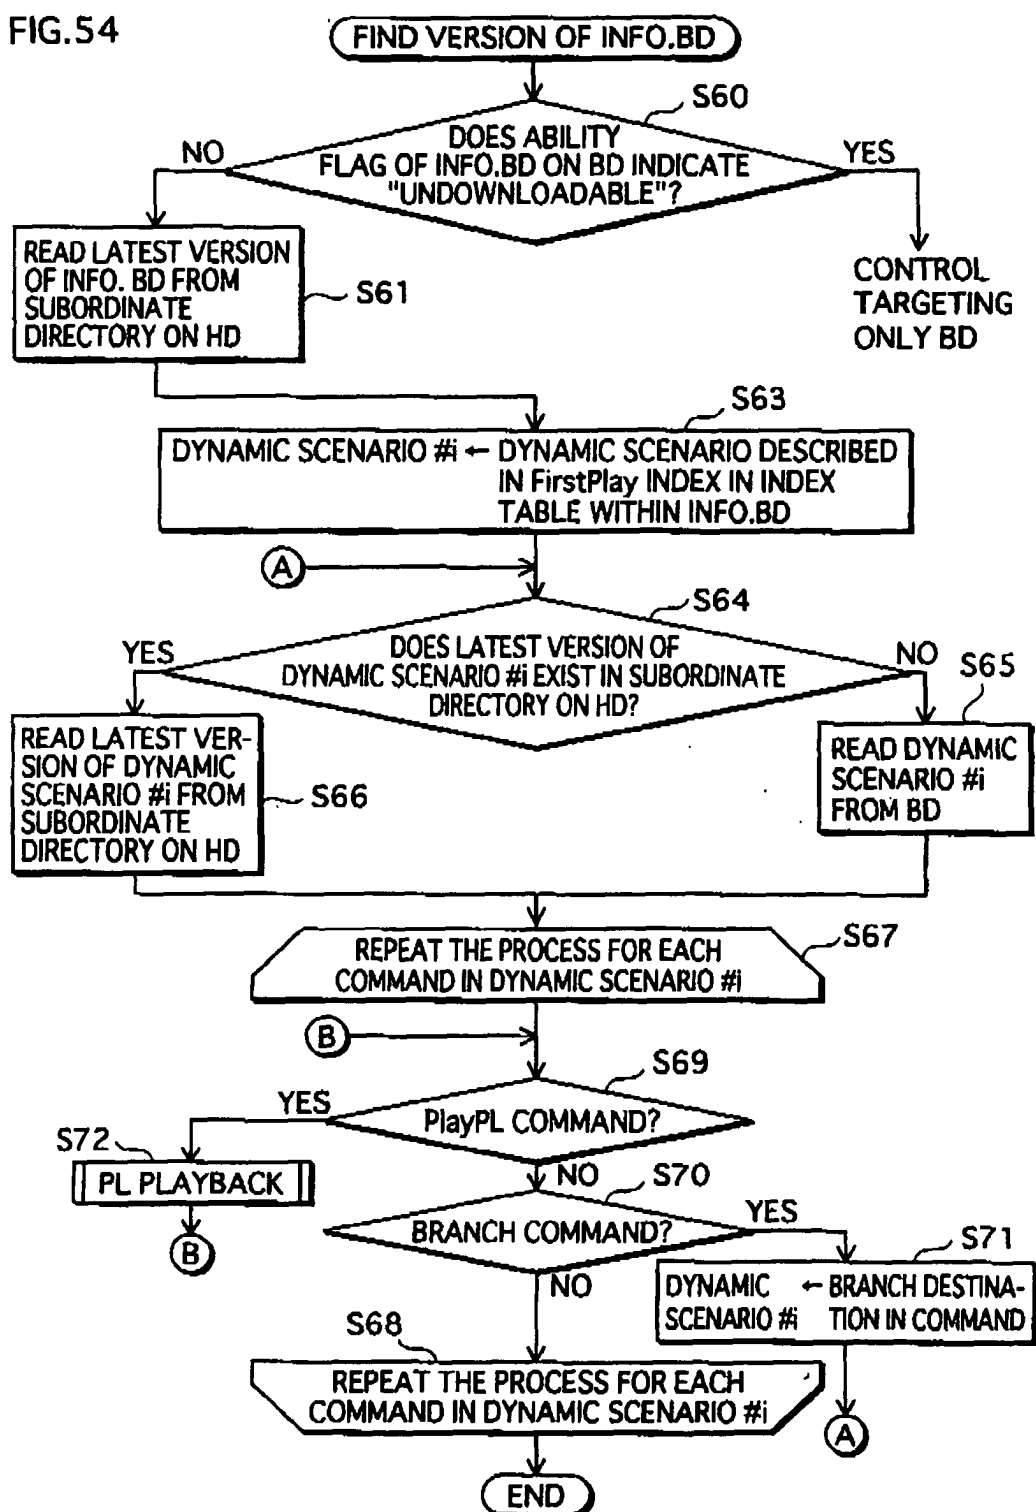 FIG.54
FIND VERSION OF INFO.BD
S60
DOES ABILITY
FLAG OF INFO.BD ON BD INDICATE
"UNDOWNLOADABLE"?
NO
YES
READ LATEST VERSION
OF INFO. BD FROM
SUBORDINATE
DIRECTORY ON HD
S61
CONTROL
TARGETING
ONLY BD
S63
DYNAMIC SCENARIO #i ← DYNAMIC SCENARIO DESCRIBED
IN FirstPlay INDEX IN INDEX
TABLE WITHIN INFO.BD
A
S64
DOES LATEST VERSION OF
DYNAMIC SCENARIO #i EXIST IN SUBORDINATE
DIRECTORY ON HD?
YES
NO
S65
READ LATEST VER-
SION OF DYNAMIC
SCENARIO #i FROM
SUBORDINATE
DIRECTORY ON HD
S66
READ DYNAMIC
SCENARIO #i
FROM BD
S67
REPEAT THE PROCESS FOR EACH
COMMAND IN DYNAMIC SCENARIO #i
B
S69
PlayPL COMMAND?
YES
NO
S72
PL PLAYBACK
B
S70
BRANCH COMMAND?
YES
NO
S71
DYNAMIC ← BRANCH DESTINA-
SCENARIO #i TION IN COMMAND
A
S68
REPEAT THE PROCESS FOR EACH
COMMAND IN DYNAMIC SCENARIO #i
END